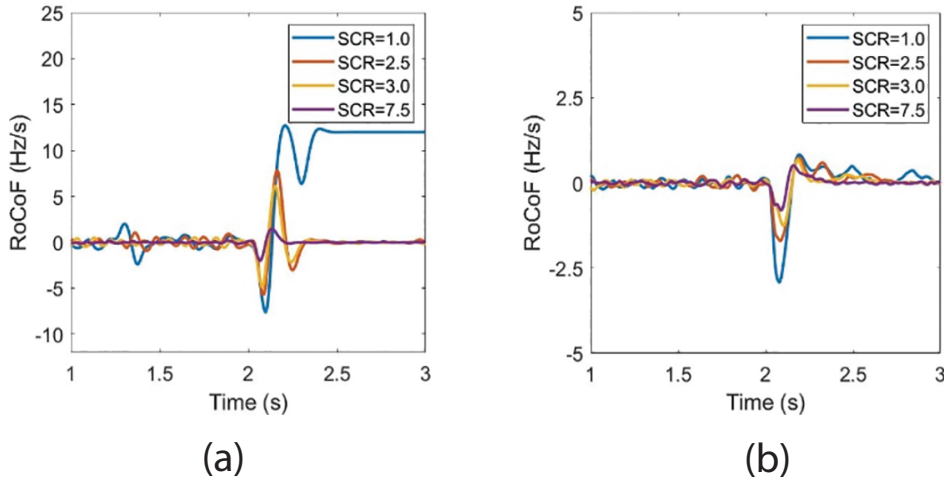 25
20
15
10
5
0
-5
-10
RoCoF (Hz/s)
1
1.5
2
2.5
3
Time (s)
SCR=1.0
SCR=2.5
SCR=3.0
SCR=7.5
(a)
5
2.5
0
-2.5
-5
RoCoF (Hz/s)
1
1.5
2
2.5
3
Time (s)
SCR=1.0
SCR=2.5
SCR=3.0
SCR=7.5
(b)